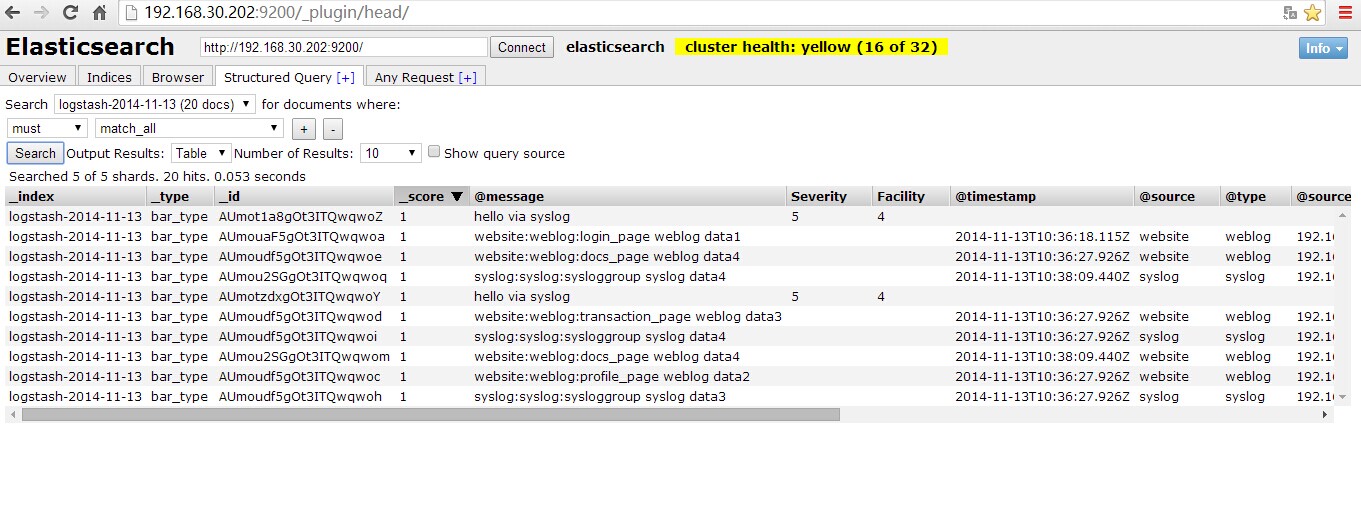 192.168.30.202:9200/_plugin/head/
Elasticsearch http://192.168.30.202:9200/ Connect elasticsearch cluster health: yellow (16 of 32) Info
Overview Indices Browser Structured Query [+] Any Request [+]
Search logstash-2014-11-13 (20 docs) for documents where:
must match_all + -
Search Output Results: Table Number of Results: 10 Show query source
Searched 5 of 5 shards. 20 hits. 0.053 seconds
_index _type _id _score ▼ @message Severity Facility @timestamp @source @type @source
logstash-2014-11-13 bar_type AUmot1a8gOt3ITQwqwoZ 1 hello via syslog 5 4
logstash-2014-11-13 bar_type AUmouaF5gOt3ITQwqwoa 1 website:weblog:login_page weblog data1 2014-11-13T10:36:18.115Z website weblog 192.16
logstash-2014-11-13 bar_type AUmoudf5gOt3ITQwqwoe 1 website:weblog:docs_page weblog data4 2014-11-13T10:36:27.926Z website weblog 192.16
logstash-2014-11-13 bar_type AUmou2SGgOt3ITQwqwoq 1 syslog:syslog:sysloggroup syslog data4 2014-11-13T10:38:09.440Z syslog syslog 192.16
logstash-2014-11-13 bar_type AUmotzdxgOt3ITQwqwoY 1 hello via syslog 5 4
logstash-2014-11-13 bar_type AUmoudf5gOt3ITQwqwod 1 website:weblog:transaction_page weblog data3 2014-11-13T10:36:27.926Z website weblog 192.16
logstash-2014-11-13 bar_type AUmoudf5gOt3ITQwqwoi 1 syslog:syslog:sysloggroup syslog data4 2014-11-13T10:36:27.926Z syslog syslog 192.16
logstash-2014-11-13 bar_type AUmou2SGgOt3ITQwqwom 1 website:weblog:docs_page weblog data4 2014-11-13T10:38:09.440Z website weblog 192.16
logstash-2014-11-13 bar_type AUmoudf5gOt3ITQwqwoc 1 website:weblog:profile_page weblog data2 2014-11-13T10:36:27.926Z website weblog 192.16
logstash-2014-11-13 bar_type AUmoudf5gOt3ITQwqwoh 1 syslog:syslog:sysloggroup syslog data3 2014-11-13T10:36:27.926Z syslog syslog 192.16